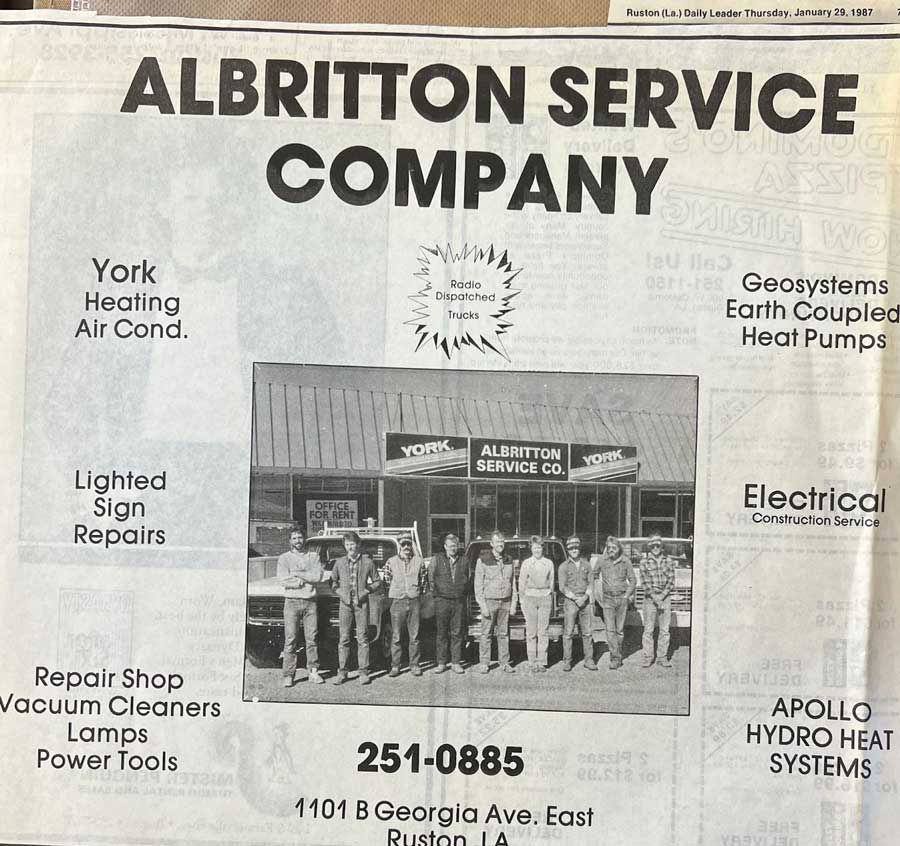 Ruston (La.) Daily Leader Thursday, January 29, 1987
ALBRITTON SERVICE
COMPANY
York
Heating
Air Cond.
Radio
Dispatched
Trucks
Geosystems
Earth Coupled
Heat Pumps
YORK.
ALBRITTON
SERVICE CO.
YORK.
OFFICE
FOR RENT
Lighted
Sign
Repairs
Electrical
Construction Service
Repair Shop
Vacuum Cleaners
Lamps
Power Tools
APOLLO
HYDRO HEAT
SYSTEMS
251-0885
1101 B Georgia Ave. East
Ruston, LA